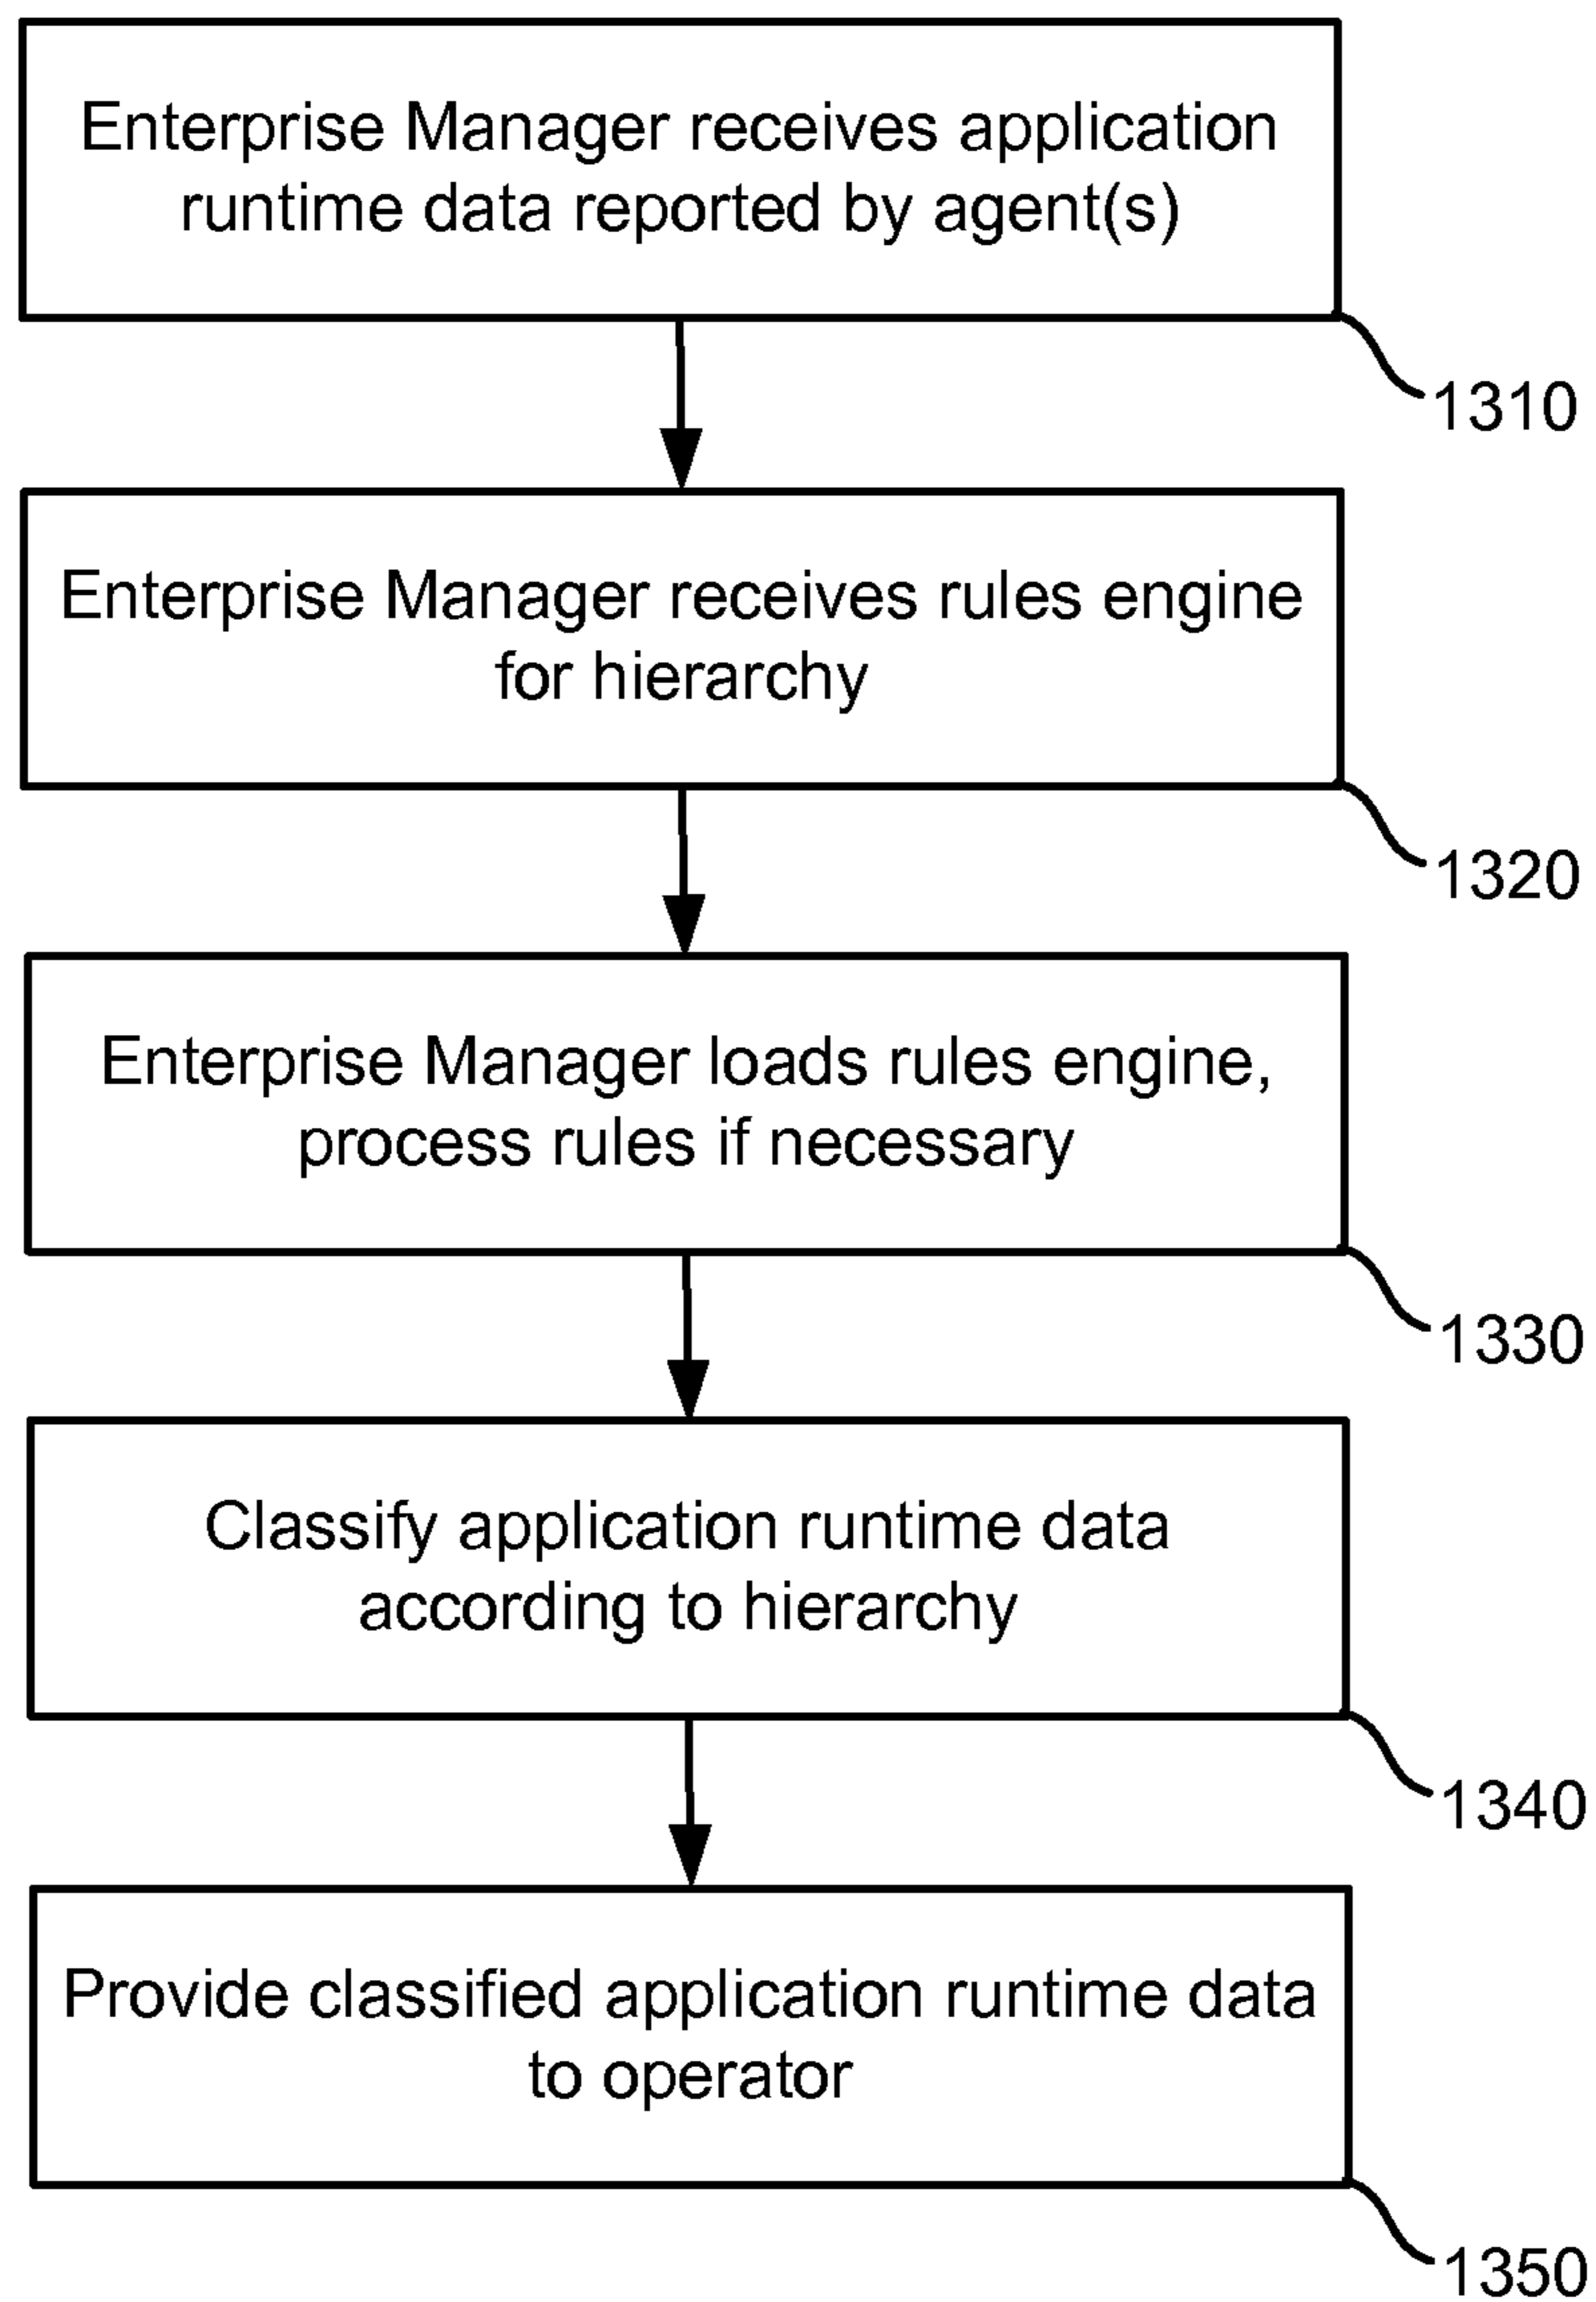 Enterprise Manager receives application
runtime data reported by agent(s)
1310
Enterprise Manager receives rules engine
for hierarchy
1320
Enterprise Manager loads rules engine,
process rules if necessary
1330
Classify application runtime data
according to hierarchy
1340
Provide classified application runtime data
to operator
1350